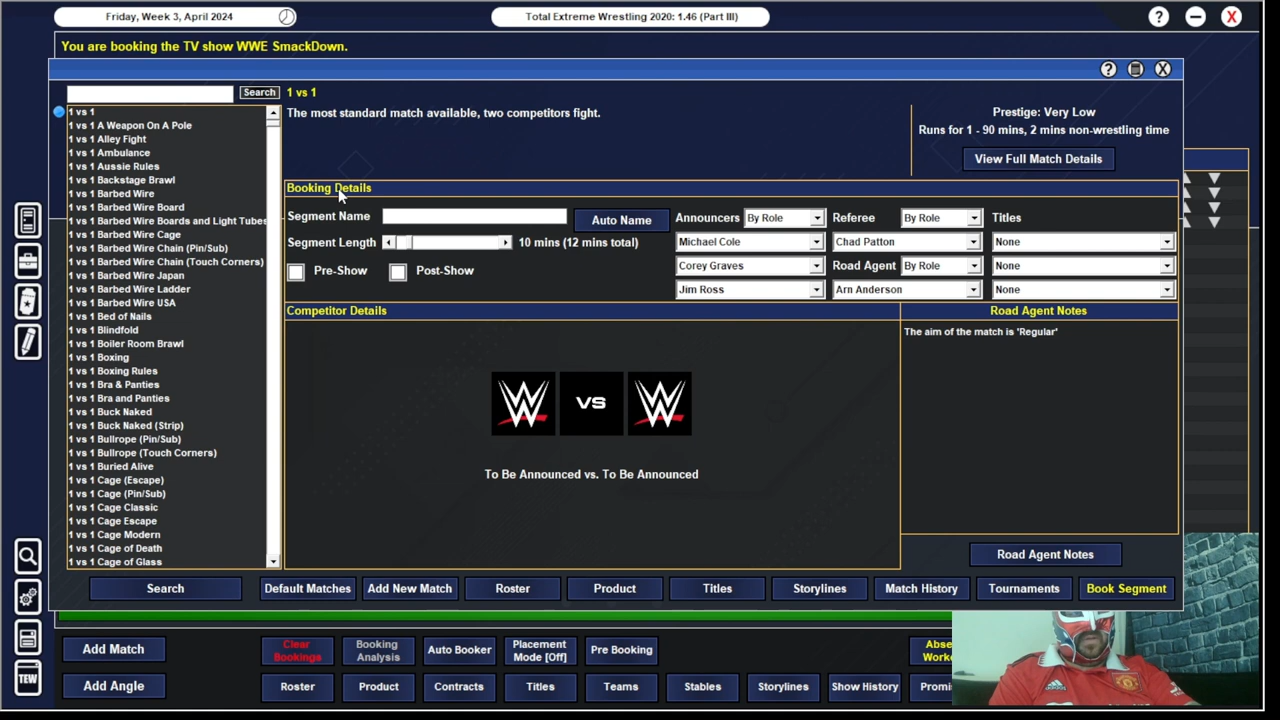 Friday, Week 3, April 2024
Total Extreme Wrestling 2020: 1.46 (Part III)
?
X
You are booking the TV show WWE SmackDown.
?
X
Search
1 vs 1
1 vs 1
1 vs 1 A Weapon On A Pole
1 vs 1 Alley Fight
1 vs 1 Ambulance
1 vs 1 Aussie Rules
1 vs 1 Backstage Brawl
1 vs 1 Barbed Wire
1 vs 1 Barbed Wire Board
1 vs 1 Barbed Wire Boards and Light Tubes
1 vs 1 Barbed Wire Cage
1 vs 1 Barbed Wire Chain (Pin/Sub)
1 vs 1 Barbed Wire Chain (Touch Corners)
1 vs 1 Barbed Wire Japan
1 vs 1 Barbed Wire Ladder
1 vs 1 Barbed Wire USA
1 vs 1 Bed of Nails
1 vs 1 Blindfold
1 vs 1 Boiler Room Brawl
1 vs 1 Boxing
1 vs 1 Boxing Rules
1 vs 1 Bra & Panties
1 vs 1 Bra and Panties
1 vs 1 Buck Naked
1 vs 1 Buck Naked (Strip)
1 vs 1 Bullrope (Pin/Sub)
1 vs 1 Bullrope (Touch Corners)
1 vs 1 Buried Alive
1 vs 1 Cage (Escape)
1 vs 1 Cage (Pin/Sub)
1 vs 1 Cage Classic
1 vs 1 Cage Escape
1 vs 1 Cage Modern
1 vs 1 Cage of Death
1 vs 1 Cage of Glass
The most standard match available, two competitors fight.
Prestige: Very Low
Runs for 1 - 90 mins, 2 mins non-wrestling time
View Full Match Details
Booking Details
Segment Name
Auto Name
Announcers By Role Referee By Role Titles
Segment Length 10 mins (12 mins total)
Michael Cole Chad Patton None
Pre-Show Post-Show
Corey Graves Road Agent By Role None
Jim Ross Arn Anderson None
Competitor Details
Road Agent Notes
The aim of the match is 'Regular'
VS
To Be Announced vs. To Be Announced
Road Agent Notes
Search Default Matches Add New Match Roster Product Titles Storylines Match History Tournaments Book Segment
Add Match
Clear Bookings
Booking Analysis
Auto Booker
Placement Mode [Off]
Pre Booking
Abse
Work
Add Angle Roster Product Contracts Titles Teams Stables Storylines Show History Promi
TEW